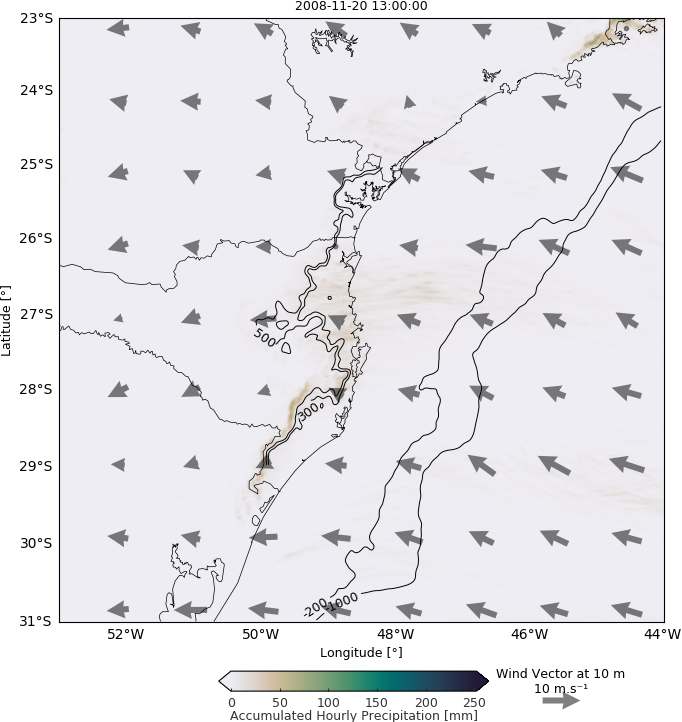 2008-11-20 13:00:00
23°S
24°S
25°S
26°S
27°S
28°S
29°S
30°S
31°S
Latitude [°]
500
300
-200
-1000
52°W 50°W 48°W 46°W 44°W
Longitude [°]
0 50 100 150 200 250
Accumulated Hourly Precipitation [mm]
Wind Vector at 10 m
10 m.s⁻¹